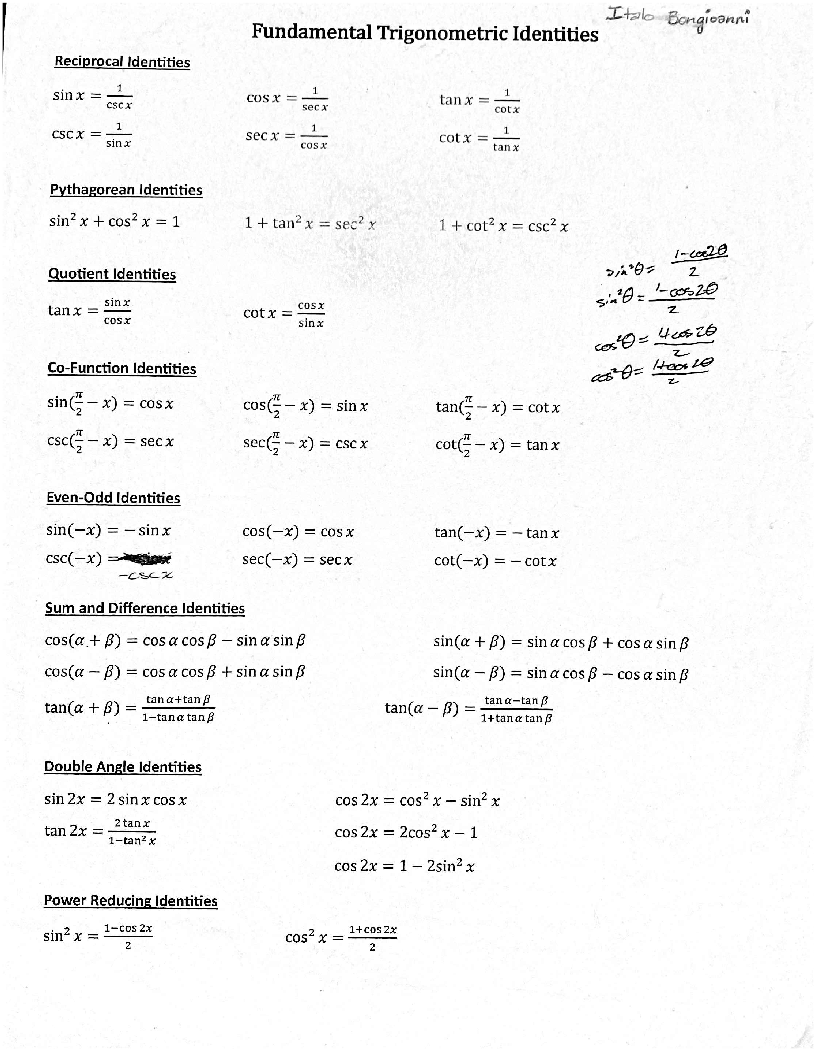 Italo Bongioanni
Fundamental Trigonometric Identities
Reciprocal Identities
sin x = 1/csc x    cos x = 1/sec x    tan x = 1/cot x
csc x = 1/sin x    sec x = 1/cos x    cot x = 1/tan x
Pythagorean Identities
sin² x + cos² x = 1    1 + tan² x = sec² x    1 + cot² x = csc² x
sin²θ = 1-cos2θ/2
Quotient Identities
sin²θ = 1-cos2θ/2
tan x = sin x/cos x    cot x = cos x/sin x
cos²θ = 4cos2θ/2
Co-Function Identities
cos²θ = 1+cos2θ/2
sin(π/2 − x) = cos x    cos(π/2 − x) = sin x    tan(π/2 − x) = cot x
csc(π/2 − x) = sec x    sec(π/2 − x) = csc x    cot(π/2 − x) = tan x
Even-Odd Identities
sin(−x) = − sin x    cos(−x) = cos x    tan(−x) = − tan x
csc(−x) =    sec(−x) = sec x    cot(−x) = − cot x
-csc x
Sum and Difference Identities
cos(α + β) = cos α cos β − sin α sin β    sin(α + β) = sin α cos β + cos α sin β
cos(α − β) = cos α cos β + sin α sin β    sin(α − β) = sin α cos β − cos α sin β
tan(α + β) = tan α+tan β/1−tan α tan β    tan(α − β) = tan α−tan β/1+tan α tan β
Double Angle Identities
sin 2x = 2 sin x cos x    cos 2x = cos² x − sin² x
tan 2x = 2 tan x/1−tan² x    cos 2x = 2cos² x − 1
cos 2x = 1 − 2sin² x
Power Reducing Identities
sin² x = 1−cos 2x/2    cos² x = 1+cos 2x/2